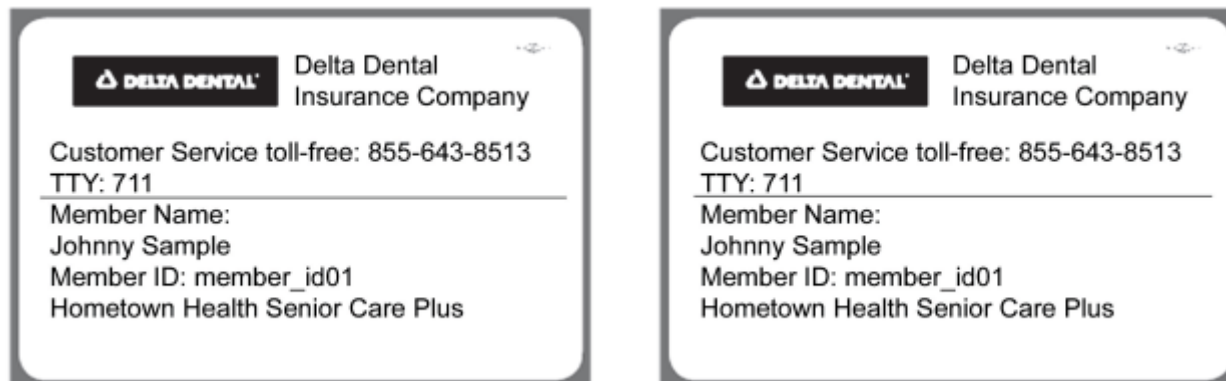 DELTA DENTAL
Delta Dental
Insurance Company
Customer Service toll-free: 855-643-8513
TTY: 711
Member Name:
Johnny Sample
Member ID: member_id01
Hometown Health Senior Care Plus
DELTA DENTAL
Delta Dental
Insurance Company
Customer Service toll-free: 855-643-8513
TTY: 711
Member Name:
Johnny Sample
Member ID: member_id01
Hometown Health Senior Care Plus